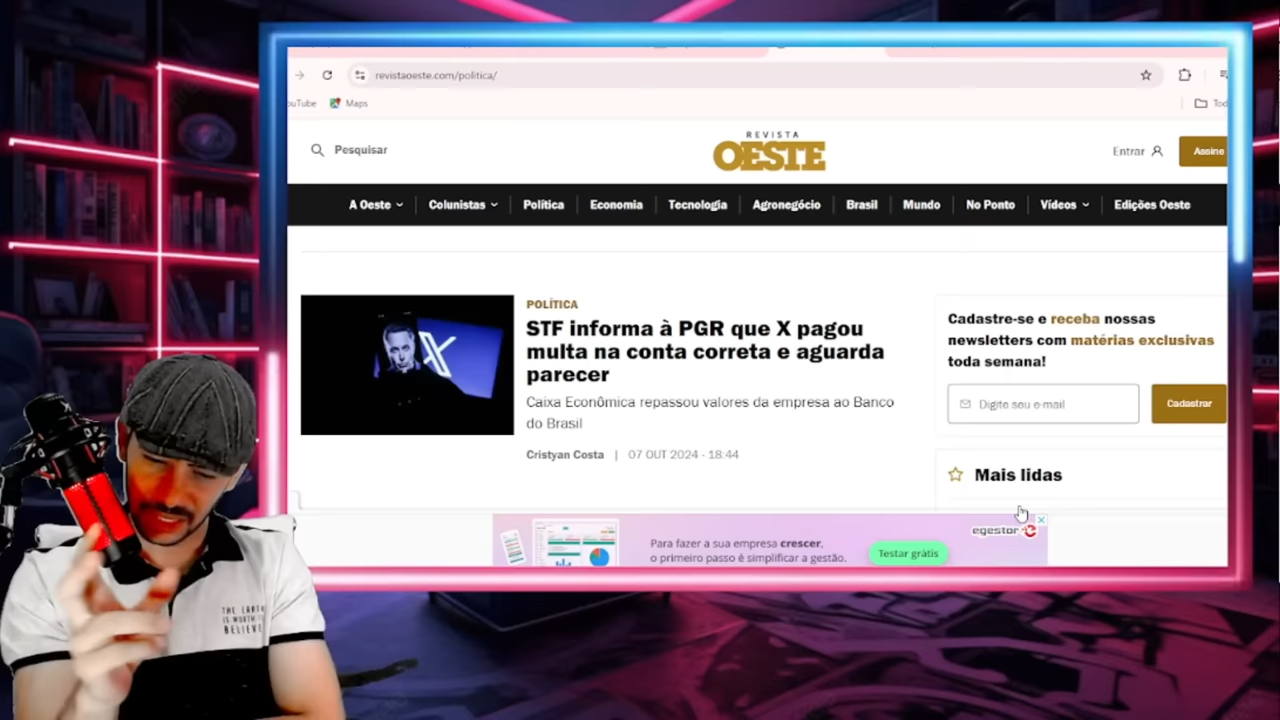 revistaoeste.com/politica/
Maps
Pesquisar
REVISTA
OESTE
Entrar
Assine
A Oeste
Colunistas
Política
Economia
Tecnologia
Agronegócio
Brasil
Mundo
No Ponto
Vídeos
Edições Oeste
POLÍTICA
STF informa à PGR que X pagou
multa na conta correta e aguarda
parecer
Caixa Econômica repassou valores da empresa ao Banco
do Brasil
Cristyan Costa | 07 OUT 2024 - 18:44
Cadastre-se e receba nossas
newsletters com matérias exclusivas
toda semana!
Digite seu e-mail
Cadastrar
Mais lidas
Para fazer a sua empresa crescer,
o primeiro passo é simplificar a gestão.
Testar grátis
egestor
THE EARTH
IS WORTH
BELIEVE